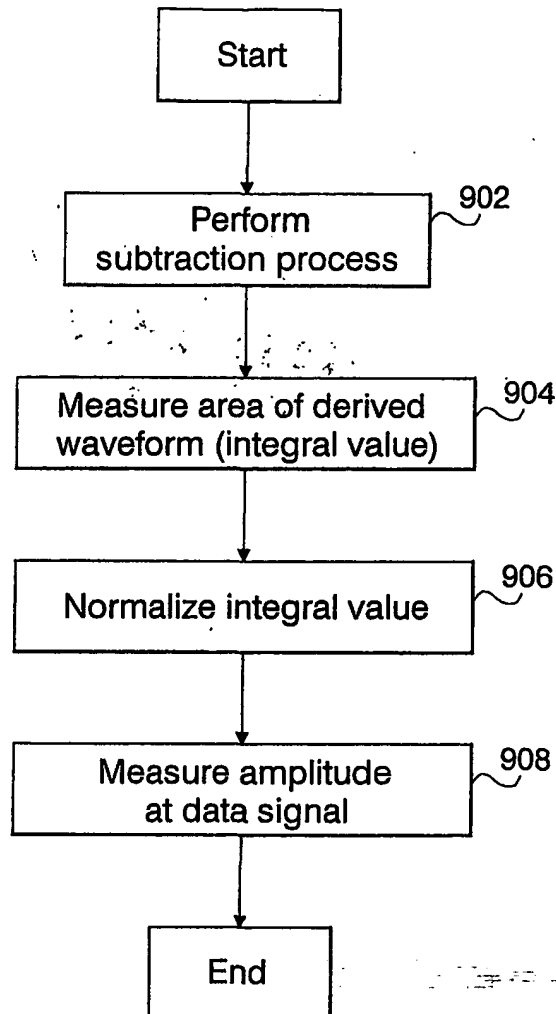 Start
902
Perform
subtraction process
904
Measure area of derived
waveform (integral value)
906
Normalize integral value
908
Measure amplitude
at data signal
End